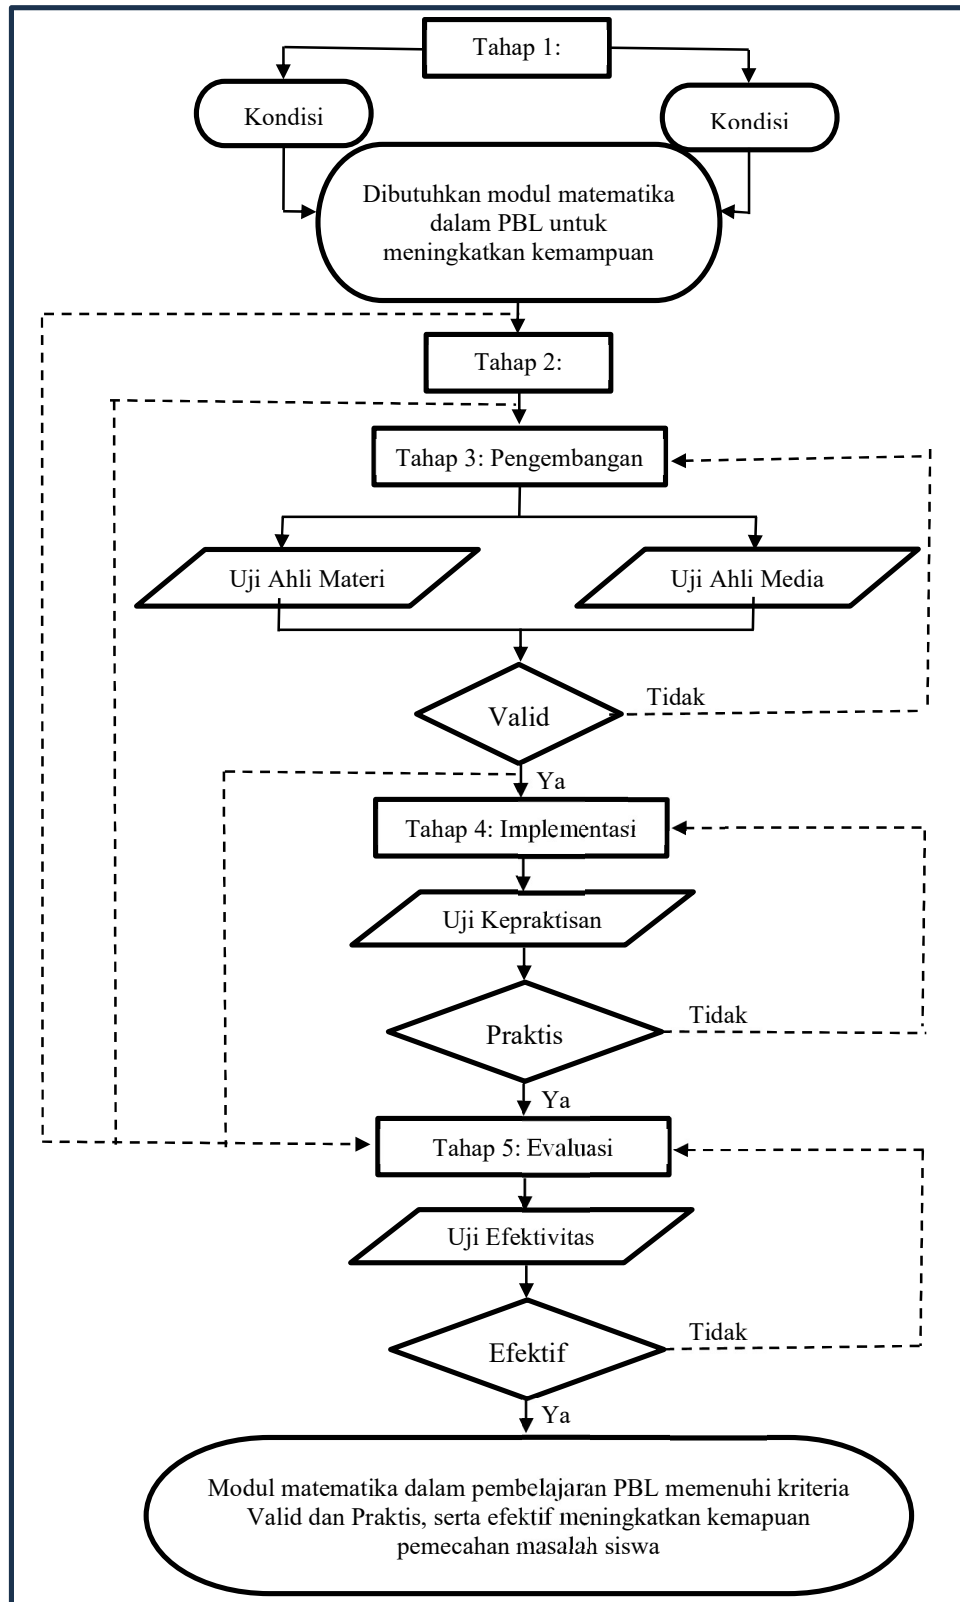 Tahap 1:
Kondisi
Kondisi
Dibutuhkan modul matematika
dalam PBL untuk
meningkatkan kemampuan
Tahap 2:
Tahap 3: Pengembangan
Uji Ahli Materi
Uji Ahli Media
Valid
Tidak
Ya
Tahap 4: Implementasi
Uji Kepraktisan
Praktis
Tidak
Ya
Tahap 5: Evaluasi
Uji Efektivitas
Efektif
Tidak
Ya
Modul matematika dalam pembelajaran PBL memenuhi kriteria
Valid dan Praktis, serta efektif meningkatkan kemapuan
pemecahan masalah siswa